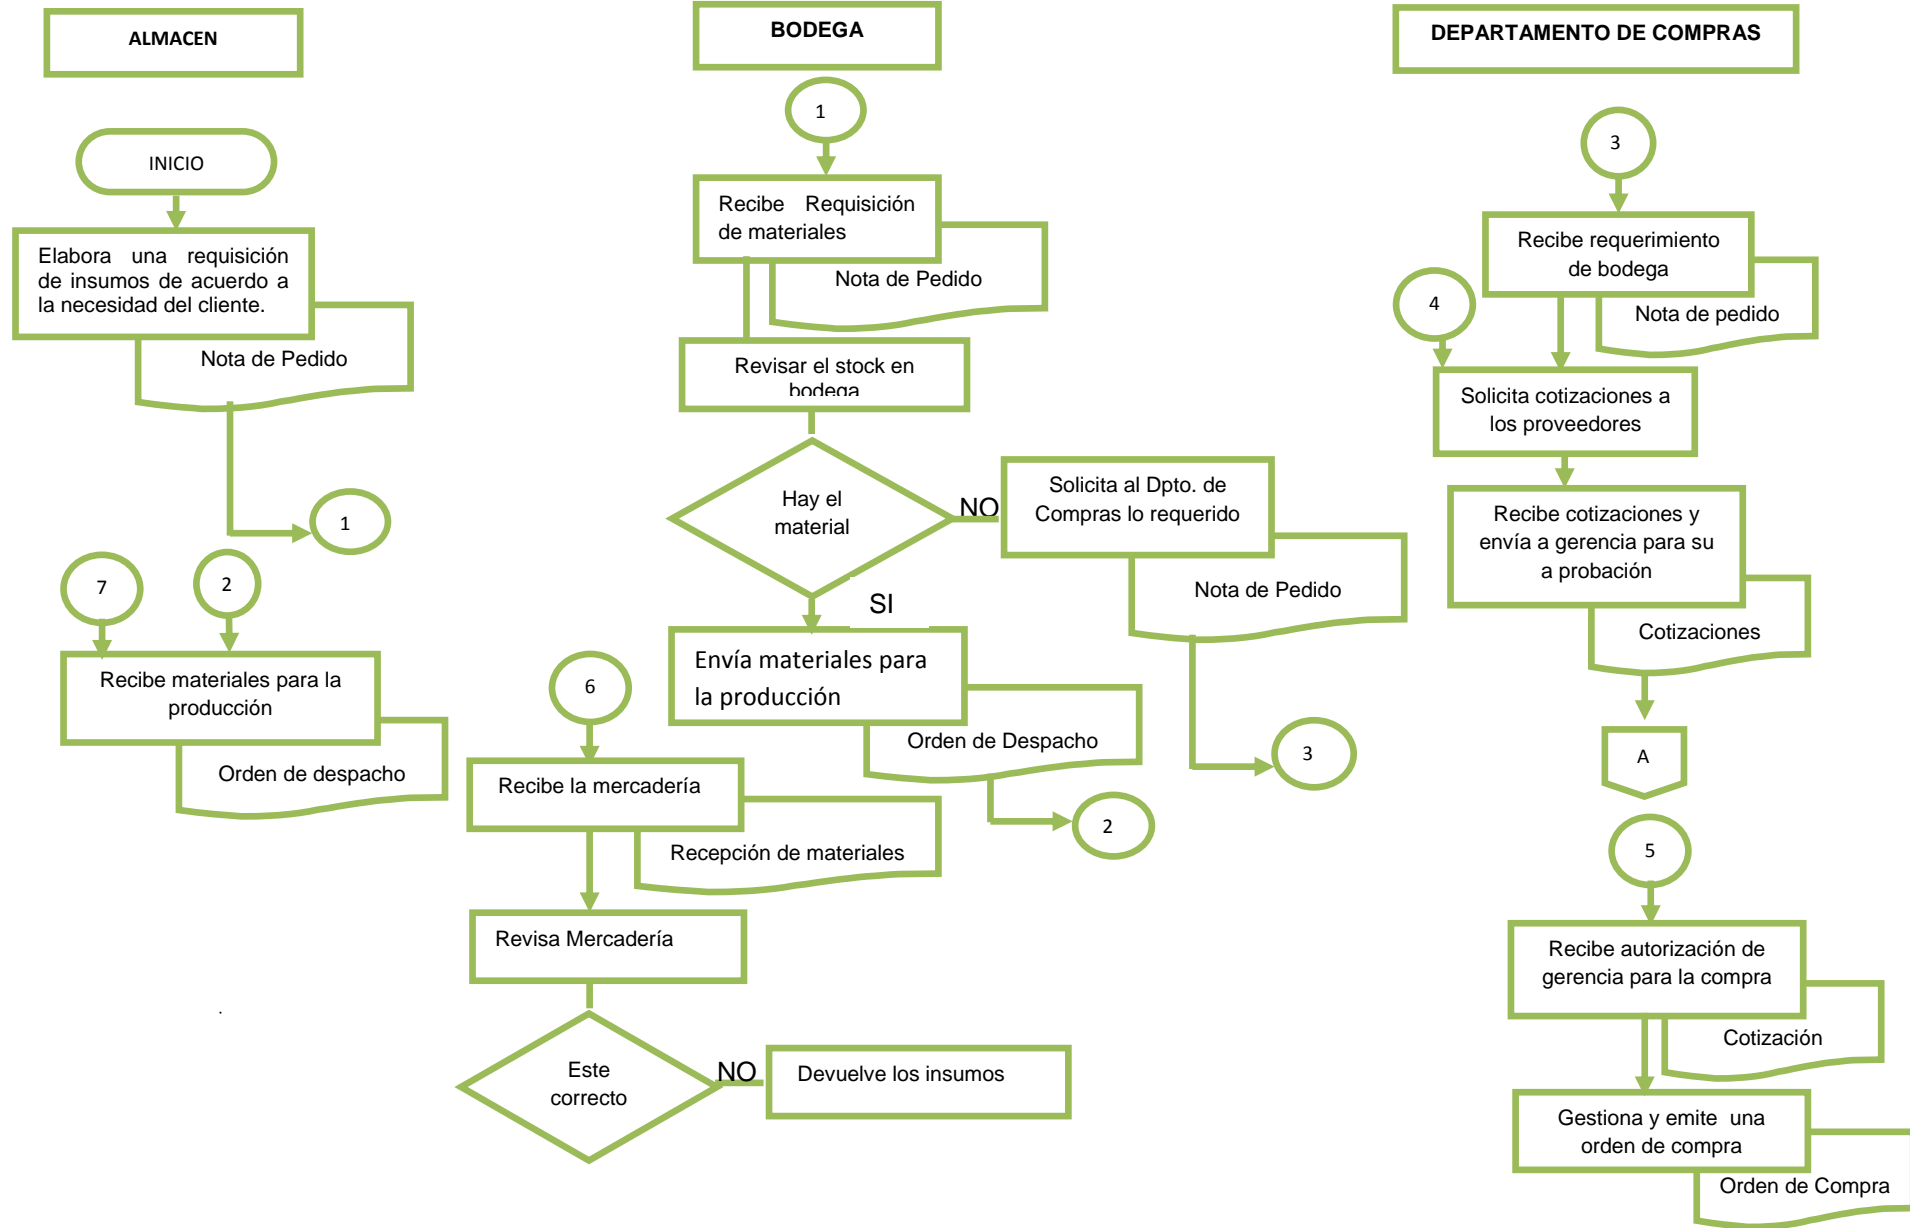 ALMACEN
INICIO
Elabora una requisición
de insumos de acuerdo a
la necesidad del cliente.
Nota de Pedido
1
7
2
Recibe materiales para la
producción
Orden de despacho
.
BODEGA
1
Recibe Requisición
de materiales
Nota de Pedido
Revisar el stock en
bodega
Hay el
material
NO
Solicita al Dpto. de
Compras lo requerido
Nota de Pedido
3
SI
Envía materiales para
la producción
Orden de Despacho
2
6
Recibe la mercadería
Recepción de materiales
Revisa Mercadería
Este
correcto
NO
Devuelve los insumos
DEPARTAMENTO DE COMPRAS
3
Recibe requerimiento
de bodega
Nota de pedido
4
Solicita cotizaciones a
los proveedores
Recibe cotizaciones y
envía a gerencia para su
a probación
Cotizaciones
A
5
Recibe autorización de
gerencia para la compra
Cotización
Gestiona y emite una
orden de compra
Orden de Compra